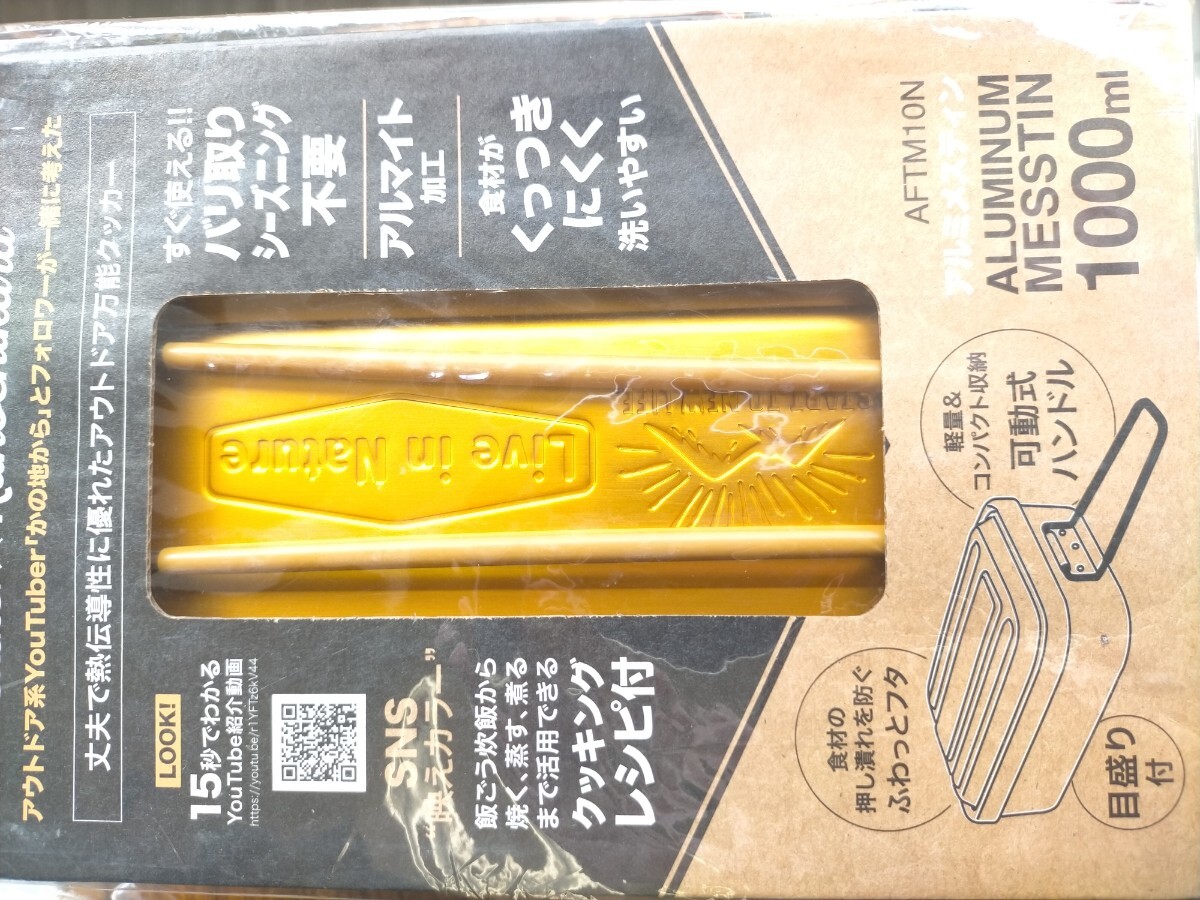 アウトドア系YouTuber「かの地から」とフォロワーが一緒に考えた
丈夫で熱伝導性に優れたアウトドア万能クッカー
LOOK!
15秒でわかる
YouTube紹介動画
https://youtu.be/r1YFTz6kV44
すぐ使える!!
バリ取り
シーズニング
不要
アルマイト
加工
食材が
くっつき
にくく
洗いやすい
Live in Nature
SNS
“映えカラー”
飯ごう炊飯から
焼く、蒸す、煮る
まで活用できる
クッキング
レシピ付
AFTM10N
アルミメスティン
ALUMINUM
MESSTIN
1000ml
軽量&
コンパクト収納
可動式
ハンドル
食材の
押し潰れを防ぐ
ふわっとフタ
目盛り
付